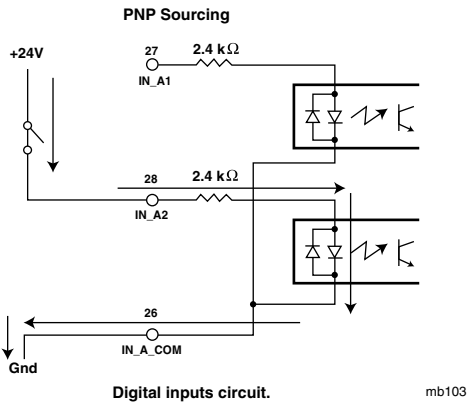 PNP Sourcing
+24V
27
2.4 kΩ
IN_A1
28
2.4 kΩ
IN_A2
26
IN_A_COM
Gnd
Digital inputs circuit.
mb103